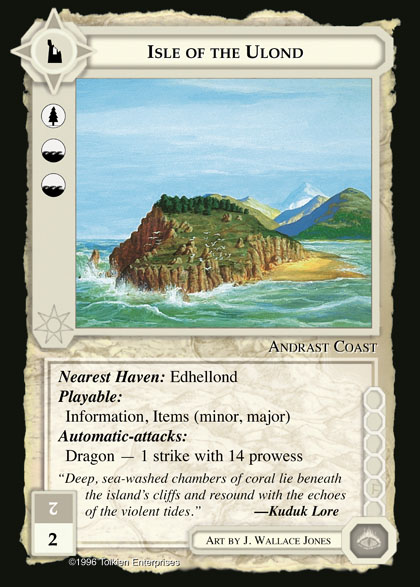 ISLE OF THE ULOND
ANDRAST COAST
Nearest Haven: Edhellond
Playable:
Information, Items (minor, major)
Automatic-attacks:
Dragon — 1 strike with 14 prowess
“Deep, sea-washed chambers of coral lie beneath
the island’s cliffs and resound with the echoes
of the violent tides.” —Kuduk Lore
2
2
ART BY J. WALLACE JONES
©1996 Tolkien Enterprises